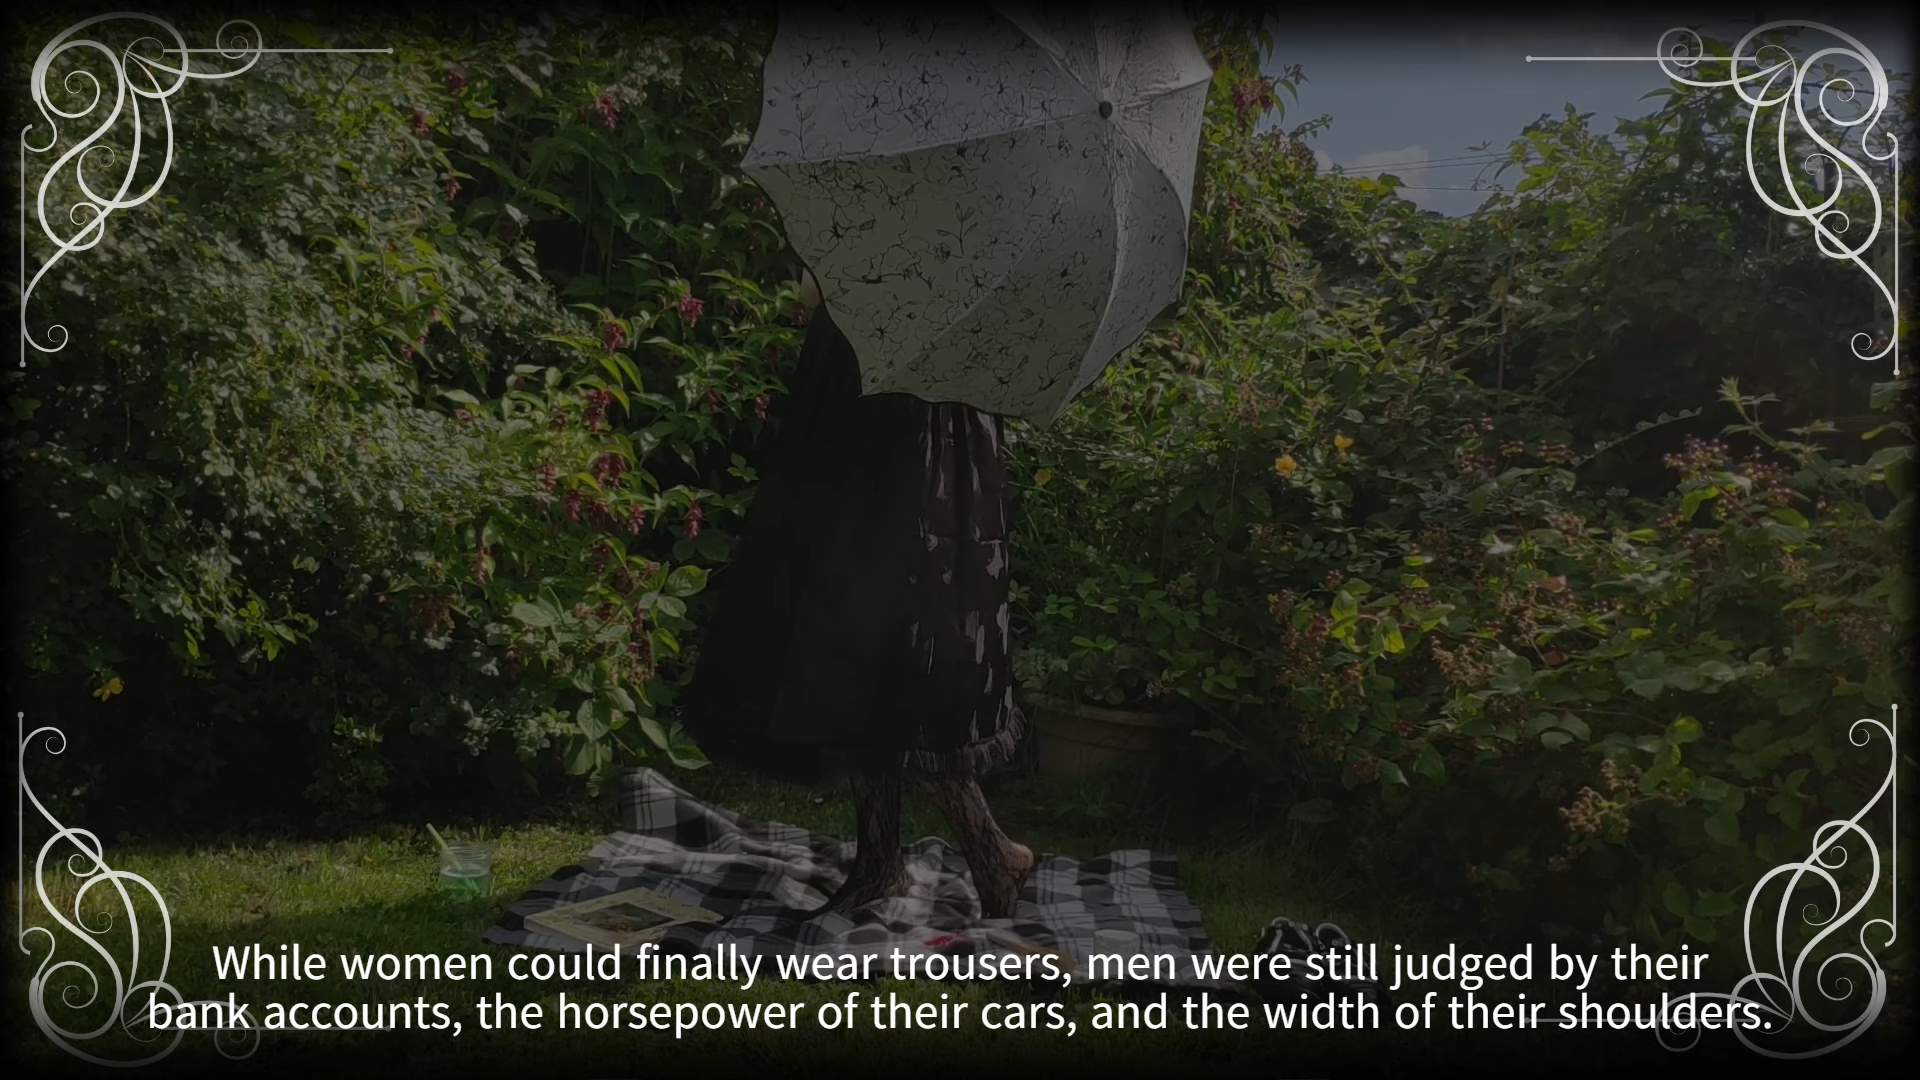 While women could finally wear trousers, men were still judged by their
bank accounts, the horsepower of their cars, and the width of their shoulders.